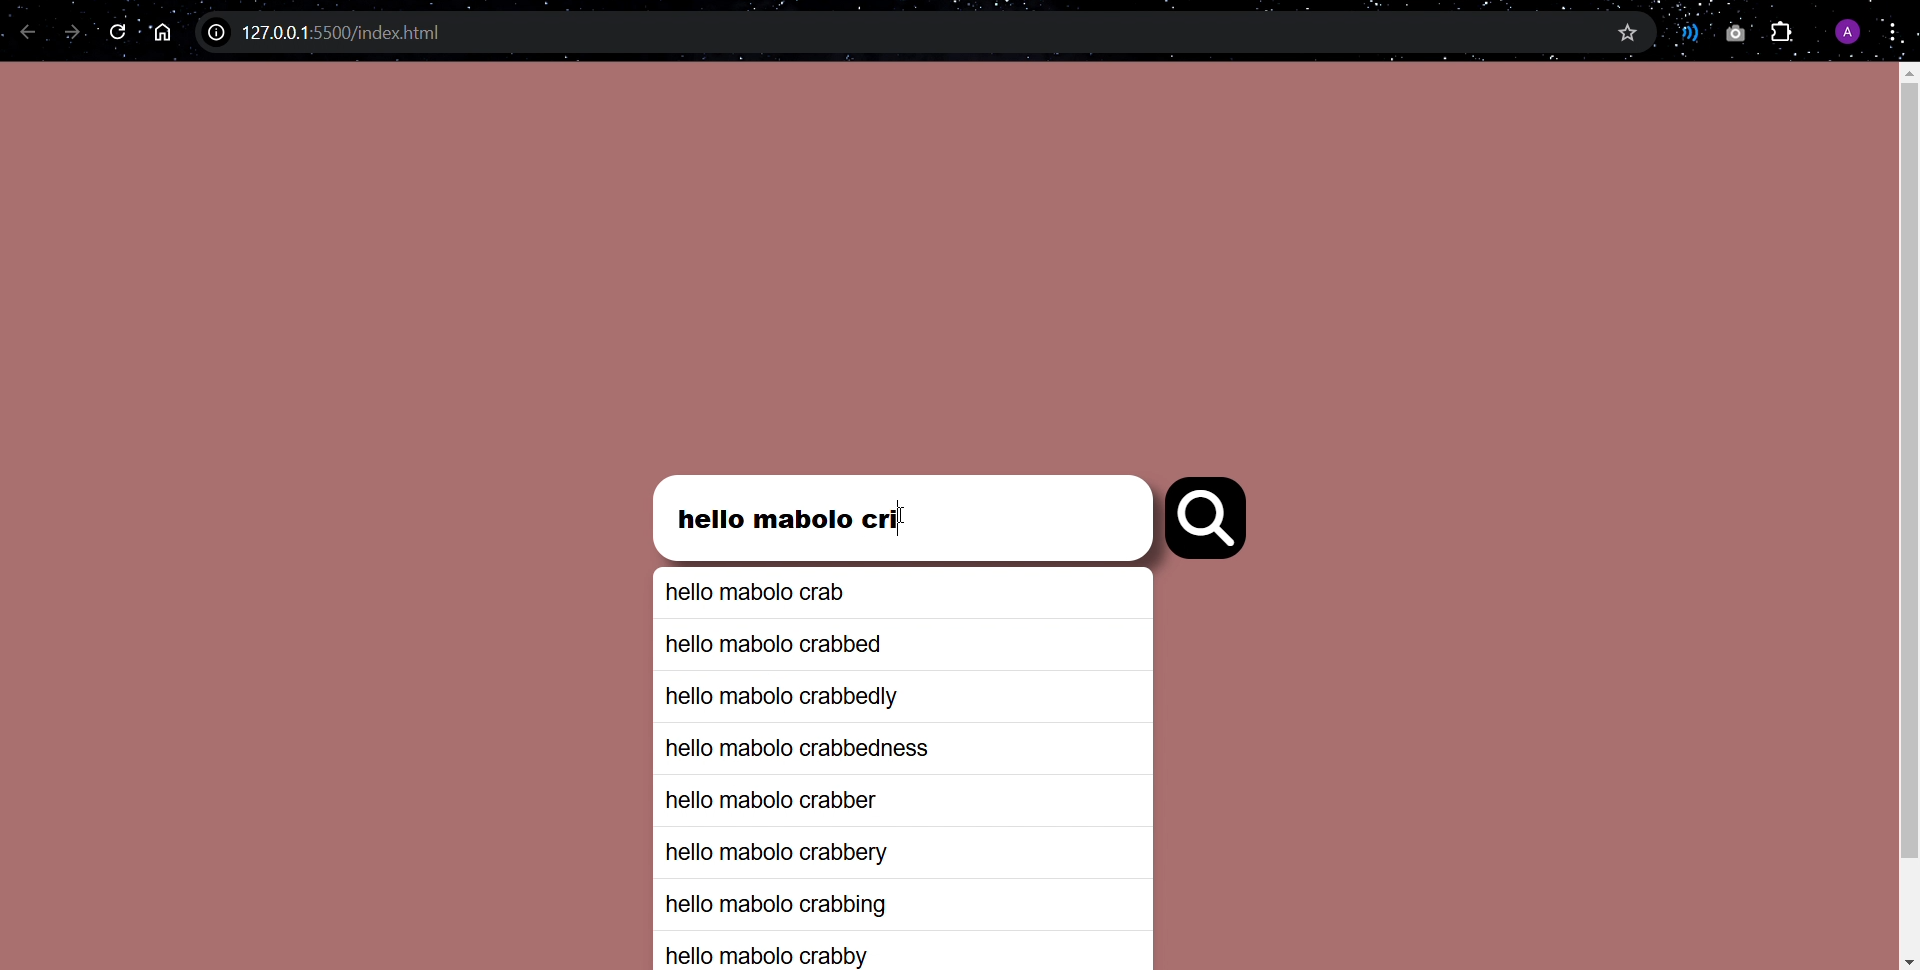 127.0.0.1:5500/index.html
A
hello mabolo cri
hello mabolo crab
hello mabolo crabbed
hello mabolo crabbedly
hello mabolo crabbedness
hello mabolo crabber
hello mabolo crabbery
hello mabolo crabbing
hello mabolo crabby